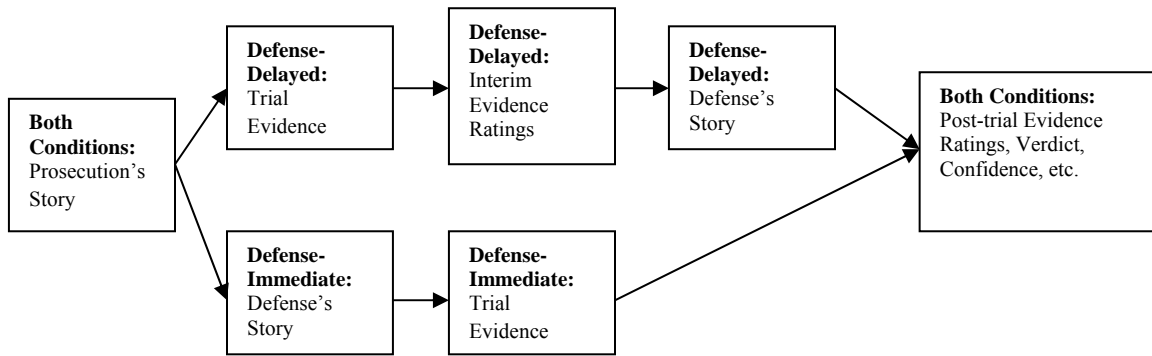 Both
Conditions:
Prosecution’s
Story
Defense-
Delayed:
Trial
Evidence
Defense-
Delayed:
Interim
Evidence
Ratings
Defense-
Delayed:
Defense’s
Story
Defense-
Immediate:
Defense’s
Story
Defense-
Immediate:
Trial
Evidence
Both Conditions:
Post-trial Evidence
Ratings, Verdict,
Confidence, etc.